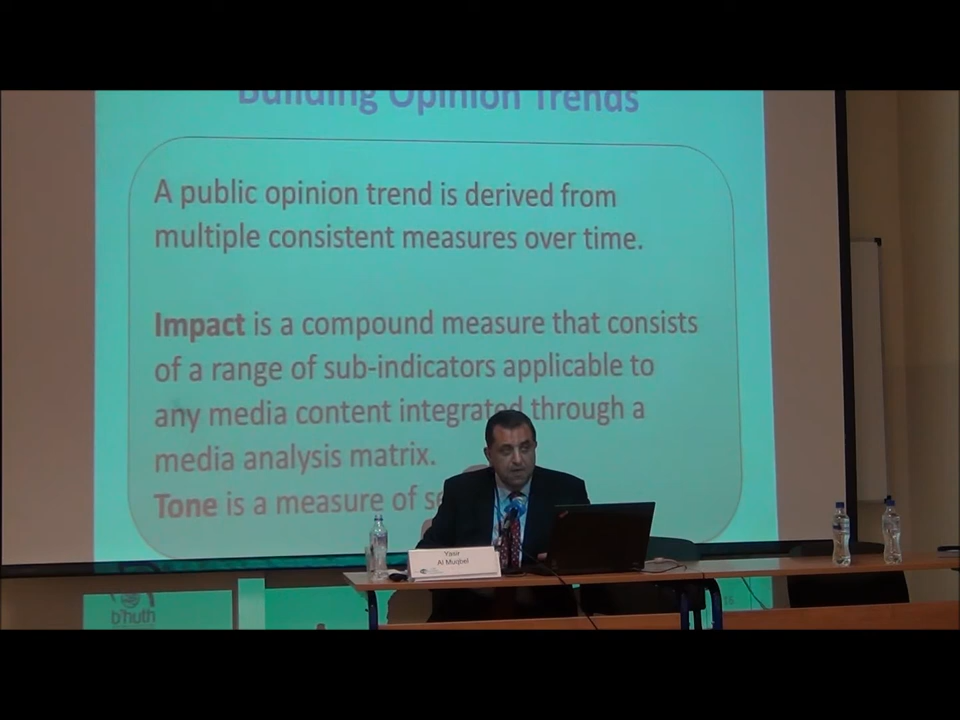 Building Opinion Trends
A public opinion trend is derived from
multiple consistent measures over time.
Impact is a compound measure that consists
of a range of sub-indicators applicable to
any media content integrated through a
media analysis matrix.
Tone is a measure of
Yasir
Al Muqbel
b'huth
15